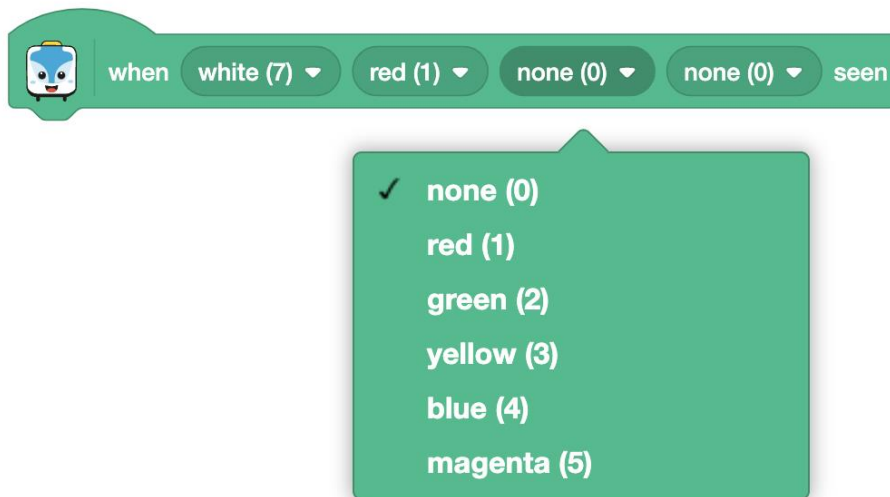 when white (7) red (1) none (0) none (0) seen
none (0)
red (1)
green (2)
yellow (3)
blue (4)
magenta (5)